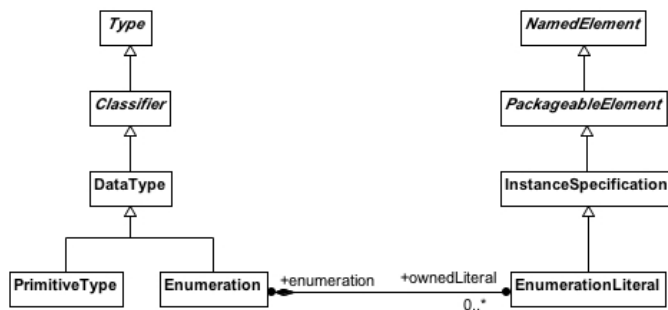 Type
NamedElement
Classifier
PackageableElement
DataType
InstanceSpecification
PrimitiveType
Enumeration
+enumeration
+ownedLiteral
0..*
EnumerationLiteral